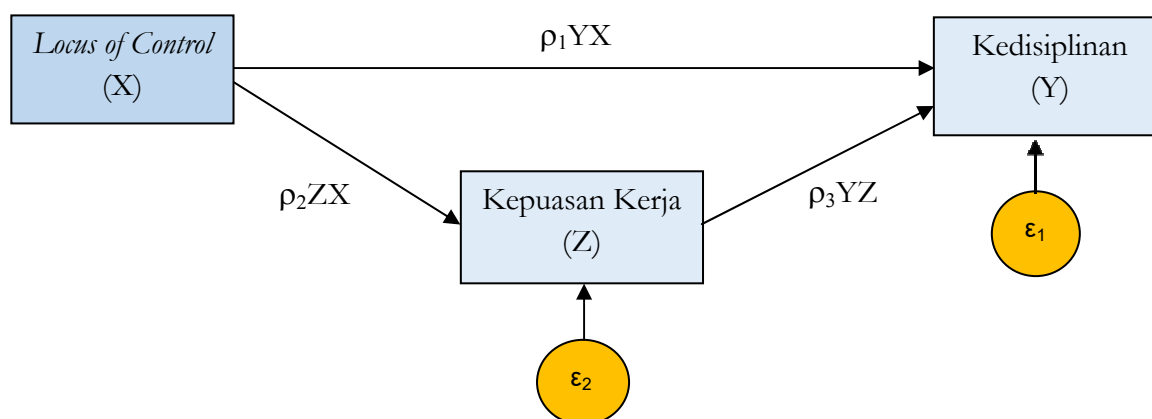 Locus of Control
(X)
ρ₁YX
Kedisiplinan
(Y)
ρ₂ZX
Kepuasan Kerja
(Z)
ρ₃YZ
ε₁
ε₂